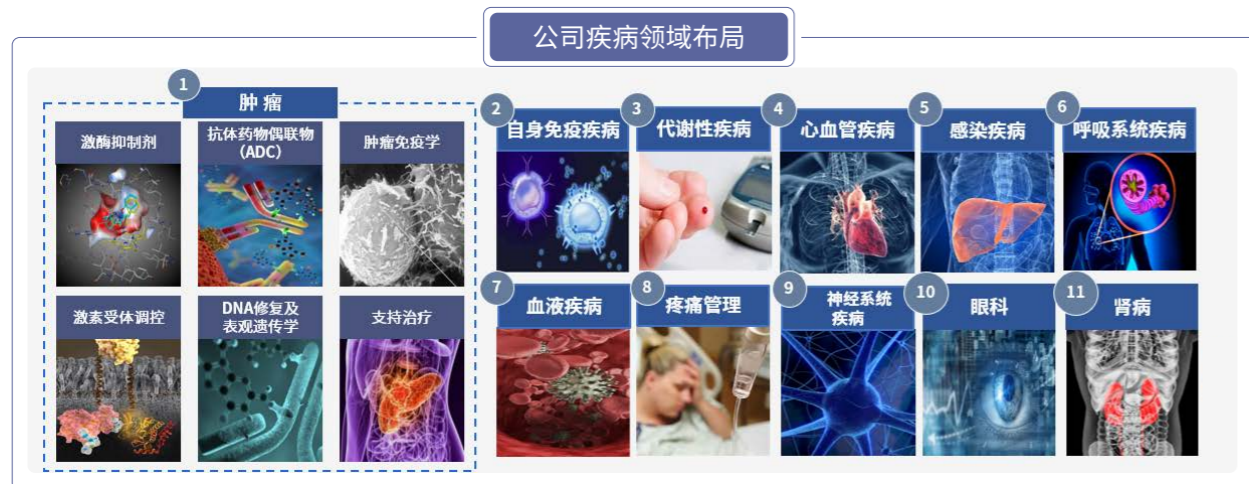 公司疾病领域布局
1
肿瘤
激酶抑制剂
抗体药物偶联物
（ADC）
肿瘤免疫学
激素受体调控
DNA修复及
表观遗传学
支持治疗
2
自身免疫疾病
3
代谢性疾病
4
心血管疾病
5
感染疾病
6
呼吸系统疾病
7
血液疾病
8
疼痛管理
9
神经系统
疾病
10
眼科
11
肾病